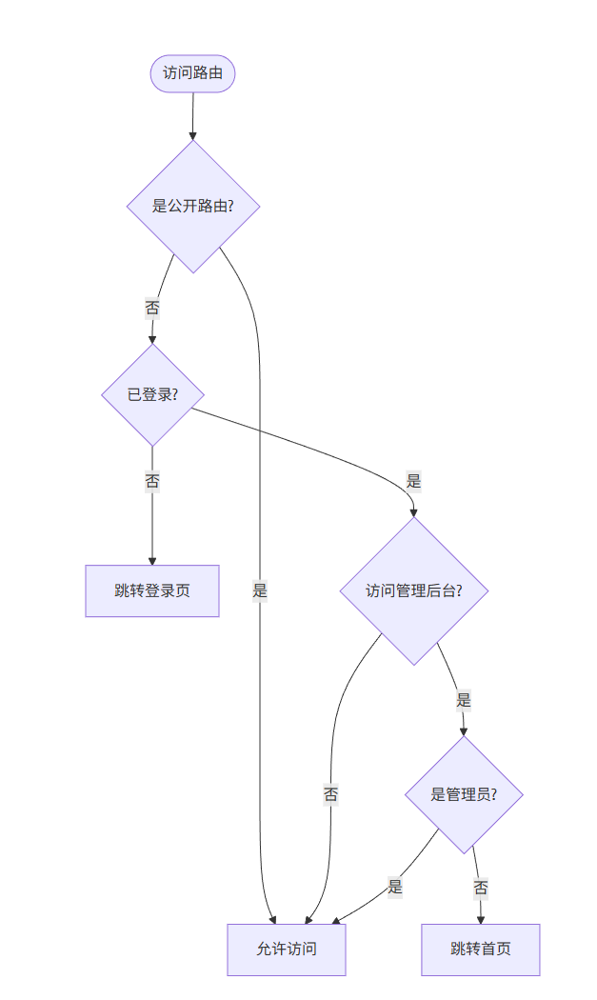 访问路由
是公开路由?
否
已登录?
否
是
跳转登录页
是
访问管理后台?
是
否
是管理员?
是
否
允许访问
跳转首页